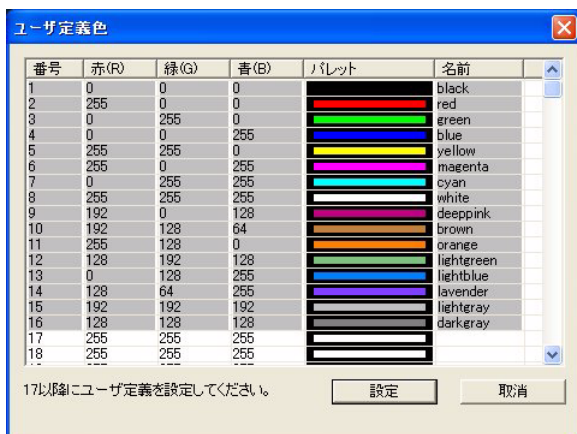 ユーザ定義色
番号 赤(R) 緑(G) 青(B) パレット 名前
1 0 0 0 black
2 255 0 0 red
3 0 255 0 green
4 0 0 255 blue
5 255 255 0 yellow
6 255 0 255 magenta
7 0 255 255 cyan
8 255 255 255 white
9 192 0 128 deeppink
10 192 128 64 brown
11 255 128 0 orange
12 128 192 128 lightgreen
13 0 128 255 lightblue
14 128 64 255 lavender
15 192 192 192 lightgray
16 128 128 128 darkgray
17 255 255 255
18 255 255 255
17以降にユーザ定義を設定してください。 設定 取消